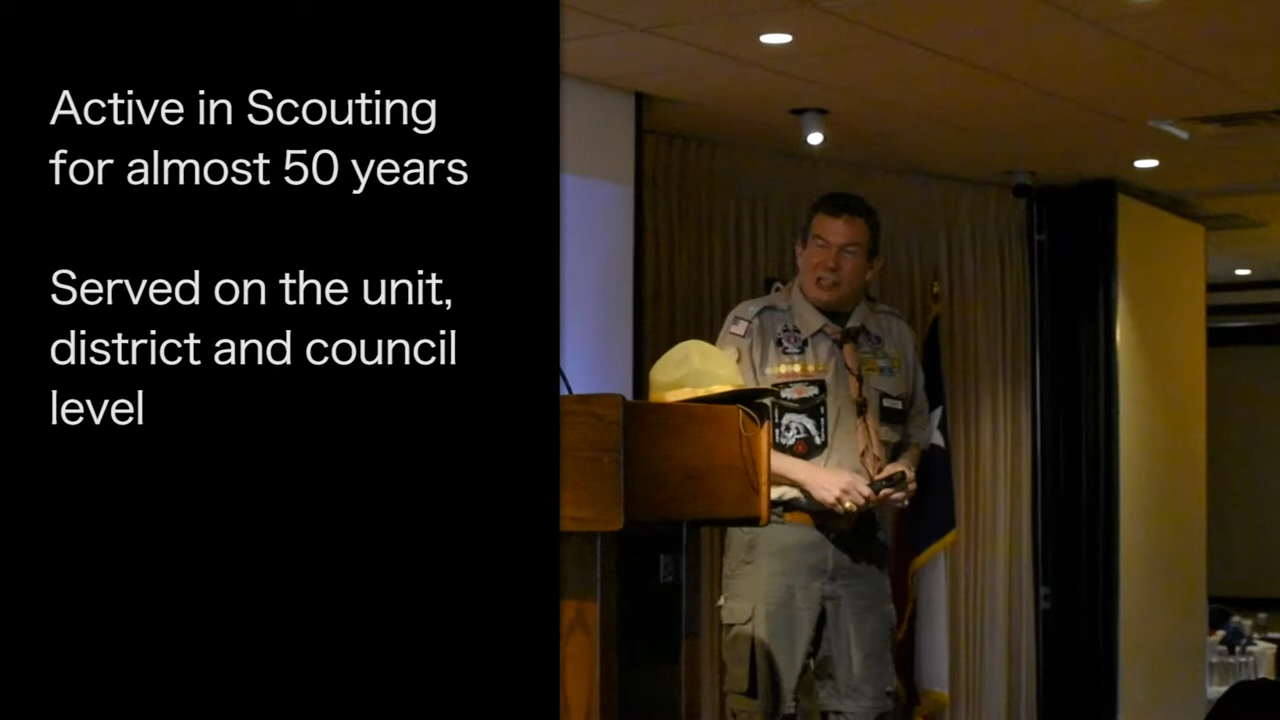 Active in Scouting
for almost 50 years
Served on the unit,
district and council
level